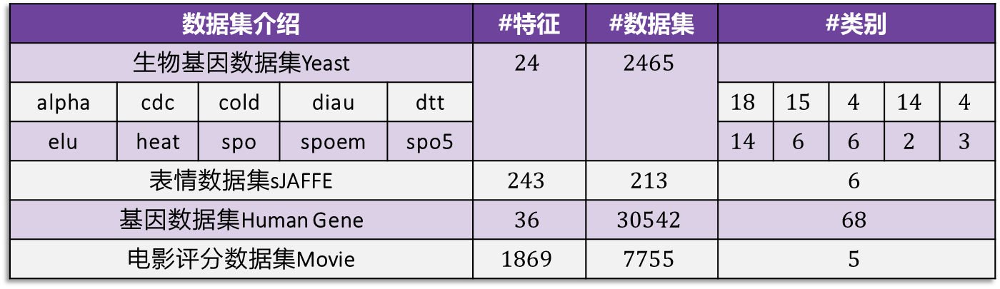 数据集介绍 #特征 #数据集 #类别
生物基因数据集Yeast 24 2465
alpha cdc cold diau dtt 18 15 4 14 4
elu heat spo spoem spo5 14 6 6 2 3
表情数据集sJAFFE 243 213 6
基因数据集Human Gene 36 30542 68
电影评分数据集Movie 1869 7755 5